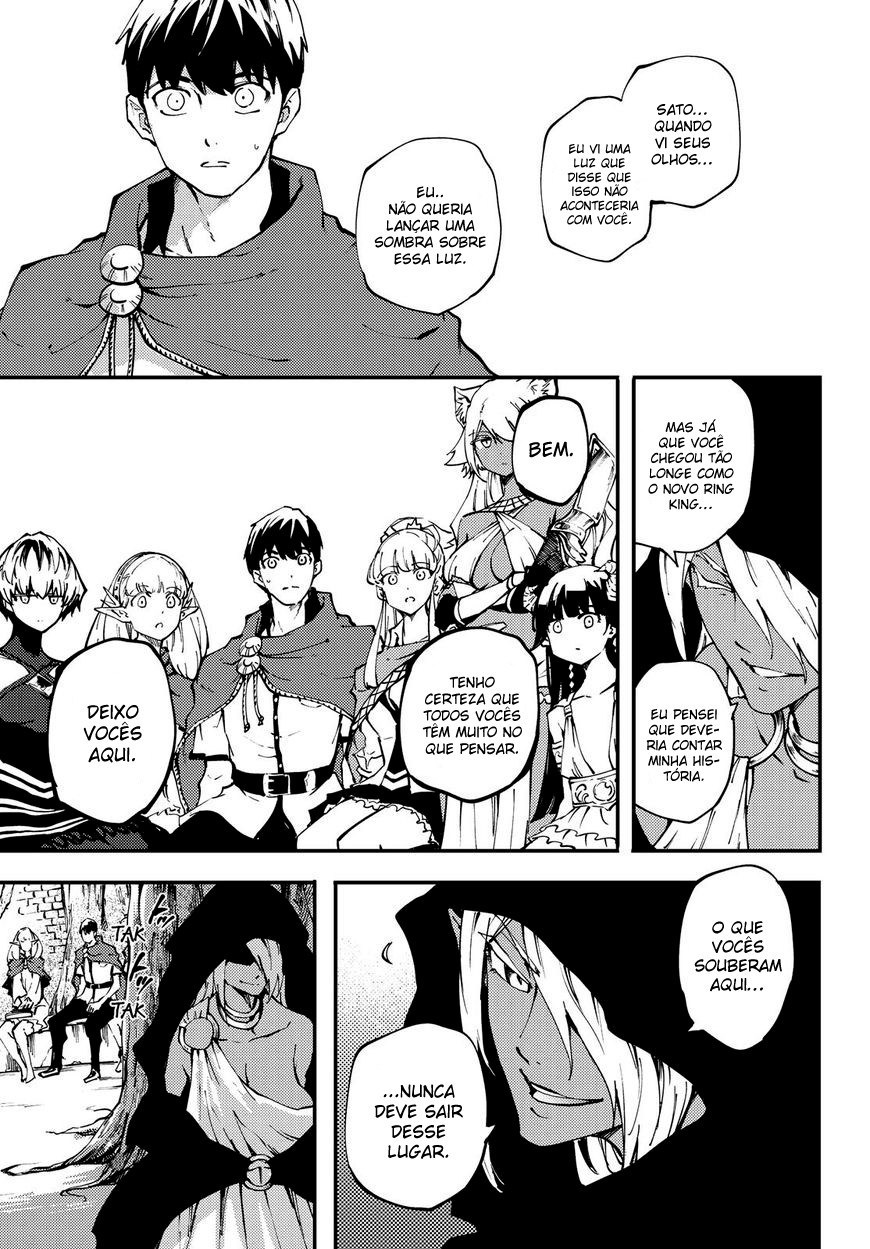 SATO...
QUANDO
VI SEUS
OLHOS...
EU VI UMA
LUZ QUE
DISSE QUE
ISSO NÃO
ACONTECERIA
COM VOCÊ.
EU..
NÃO QUERIA
LANÇAR UMA
SOMBRA SOBRE
ESSA LUZ.
MAS JÁ
QUE VOCÊ
CHEGOU TÃO
LONGE COMO
O NOVO RING
KING...
EU PENSEI
QUE DEVE-
RIA CONTAR
MINHA HIS-
TÓRIA.
BEM.
TENHO
CERTEZA QUE
TODOS VOCÊS
TÊM MUITO NO
QUE PENSAR.
DEIXO
VOCÊS
AQUI.
O QUE
VOCÊS
SOUBERAM
AQUI...
...NUNCA
DEVE SAIR
DESSE
LUGAR.
TAK
TAK